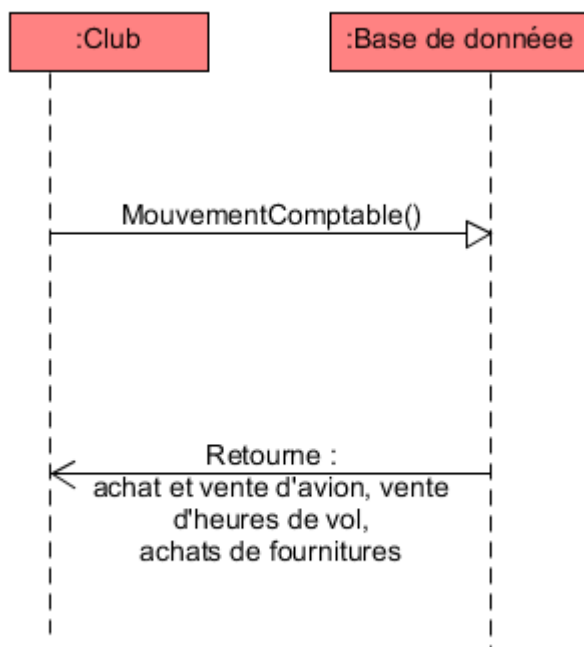 :Club
:Base de donnéee
MouvementComptable()
Retourne :
achat et vente d'avion, vente
d'heures de vol,
achats de fournitures